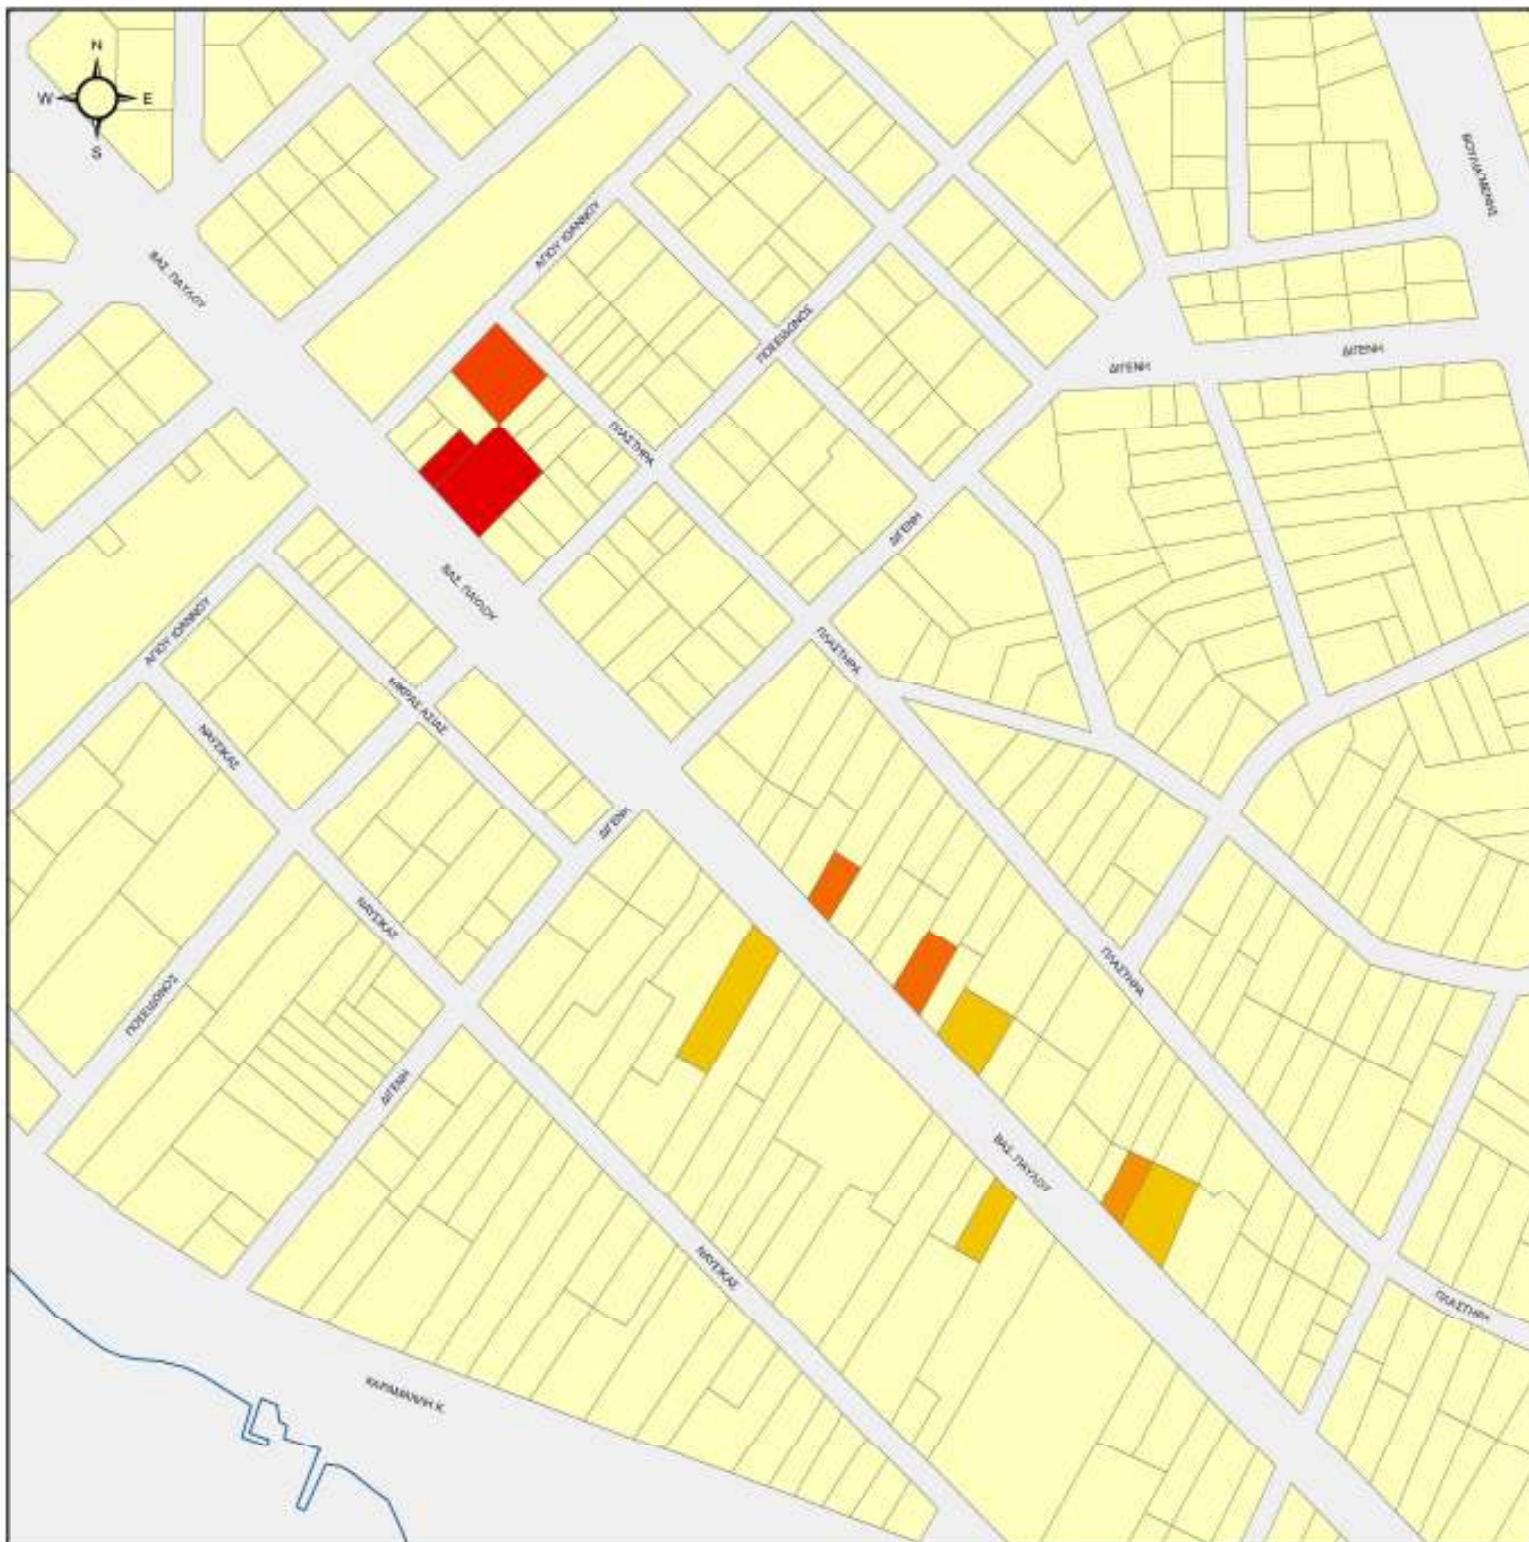 N
W E
S
ΒΟΥΛΙΑΓΜΕΝΗΣ
ΑΓΙΟΥ ΙΩΑΝΝΟΥ
ΒΑΣ. ΠΑΥΛΟΥ
ΠΟΣΕΙΔΩΝΟΣ
ΔΙΓΕΝΗ
ΔΙΓΕΝΗ
ΠΛΑΣΤΗΡΑ
ΔΙΓΕΝΗ
ΒΑΣ. ΠΑΥΛΟΥ
ΑΓΙΟΥ ΙΩΑΝΝΟΥ
ΠΛΑΣΤΗΡΑ
ΜΙΚΡΑΣ ΑΣΙΑΣ
ΝΑΥΣΙΚΑΣ
ΔΙΓΕΝΗ
ΝΑΥΣΙΚΑΣ
ΠΛΑΣΤΗΡΑ
ΠΟΣΕΙΔΩΝΟΣ
ΔΙΓΕΝΗ
ΒΑΣ. ΠΑΥΛΟΥ
ΝΑΥΣΙΚΑΣ
ΠΛΑΣΤΗΡΑ
ΚΑΡΑΜΑΝΛΗ Κ.